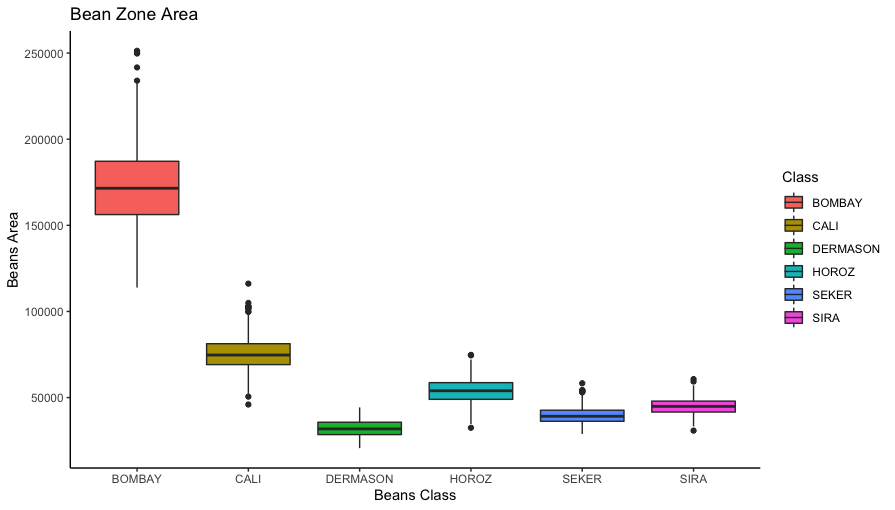 Bean Zone Area
Beans Area
250000
200000
150000
100000
50000
BOMBAY CALI DERMASON HOROZ SEKER SIRA
Beans Class
Class
BOMBAY
CALI
DERMASON
HOROZ
SEKER
SIRA